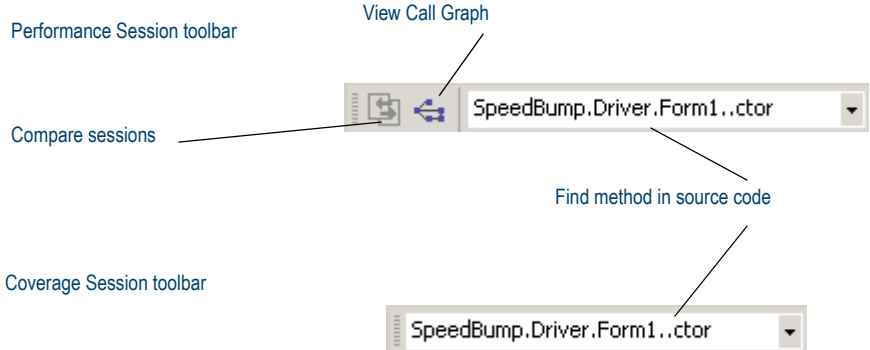 View Call Graph
Performance Session toolbar
SpeedBump.Driver.Form1..ctor
Compare sessions
Find method in source code
Coverage Session toolbar
SpeedBump.Driver.Form1..ctor